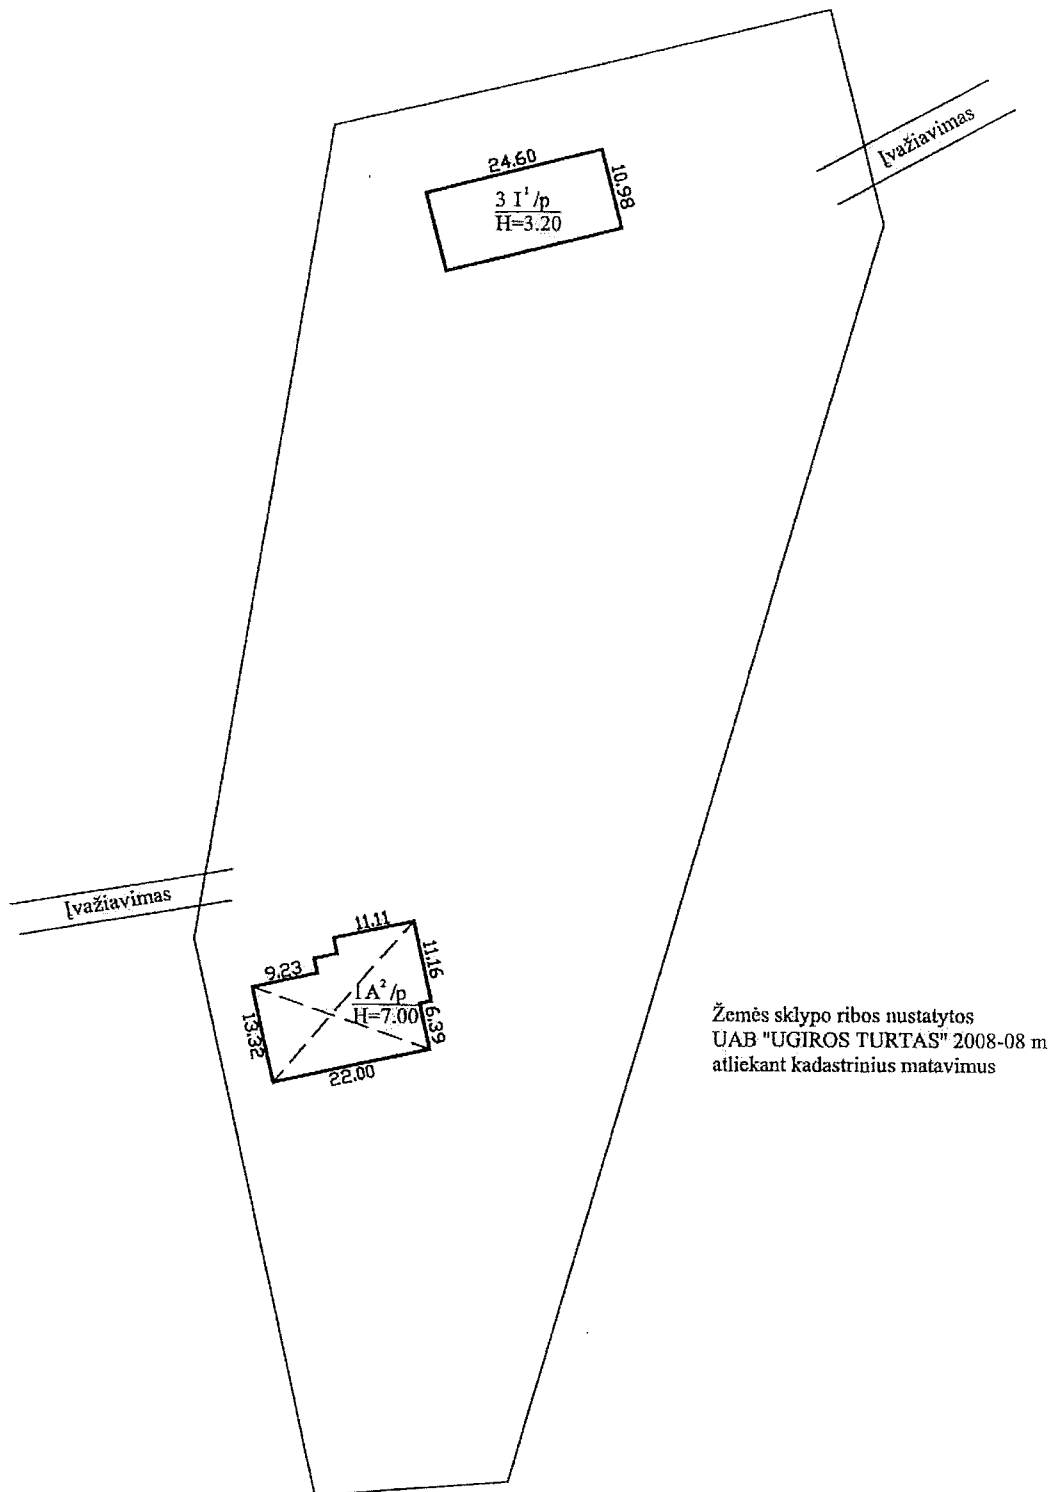 Įvažiavimas
24.60
10.98
3 I¹/p
H=3.20
Įvažiavimas
11.11
9.23
11.16
1A²/p
H=7.00
6.39
13.32
22.00
Žemės sklypo ribos nustatytos
UAB "UGIROS TURTAS" 2008-08 m
atliekant kadastrinius matavimus